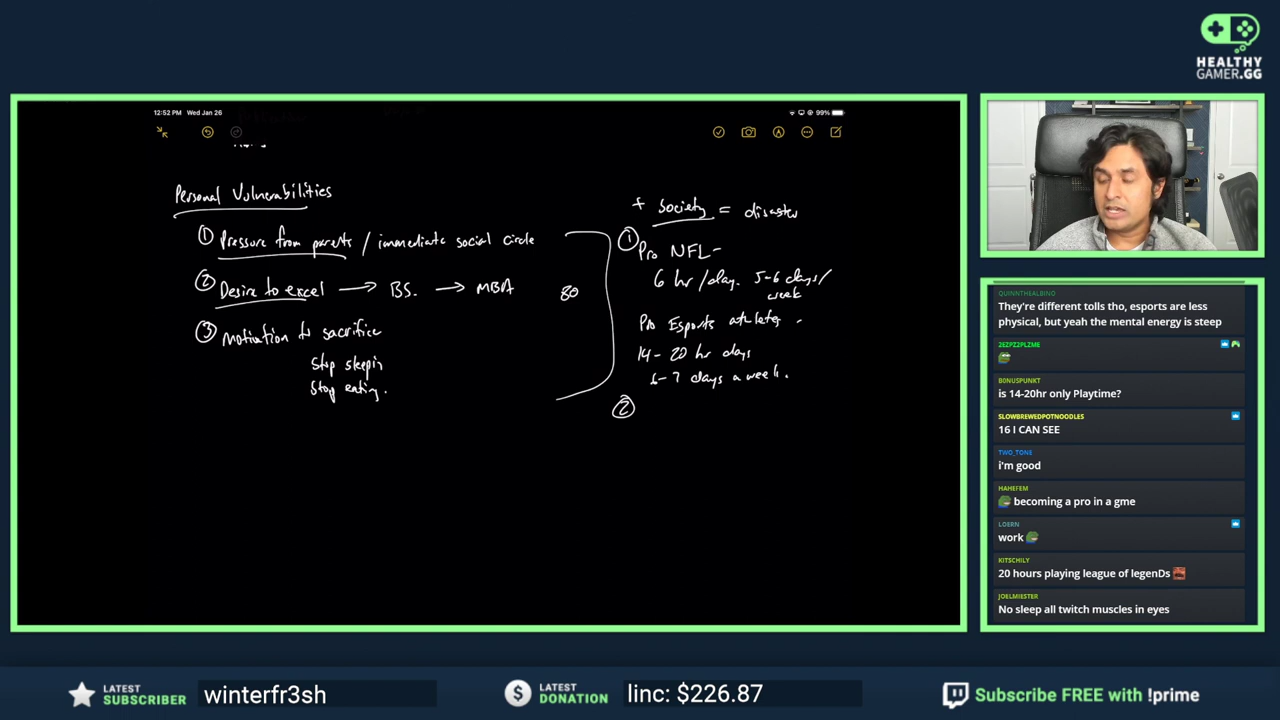 HEALTHY
GAMER.GG
12:52 PM Wed Jan 26
99%
Personal Vulnerabilities
① Pressure from parents / immediate social circle
② Desire to excel → BS. → MBA 80
③ Motivation to sacrifice
Stop sleepin
Stop eating.
+ society = disaster
① Pro NFL -
6 hr/day. 5-6 days/
week
Pro Esports athletes -
14 - 20 hr days
6-7 days a week.
②
QUINNTHEALBINO
They're different tolls tho, esports are less
physical, but yeah the mental energy is steep
2EZPZ2PLZME
B0NUSPUNKT
is 14-20hr only Playtime?
SLOWBREWEDPOTNOODLES
16 I CAN SEE
TWO_TONE
i'm good
HAHEFEM
becoming a pro in a gme
LOERN
work
KITSCHILY
20 hours playing league of legenDs
JOELMIESTER
No sleep all twitch muscles in eyes
LATEST
SUBSCRIBER
winterfr3sh
LATEST
DONATION
linc: $226.87
Subscribe FREE with !prime